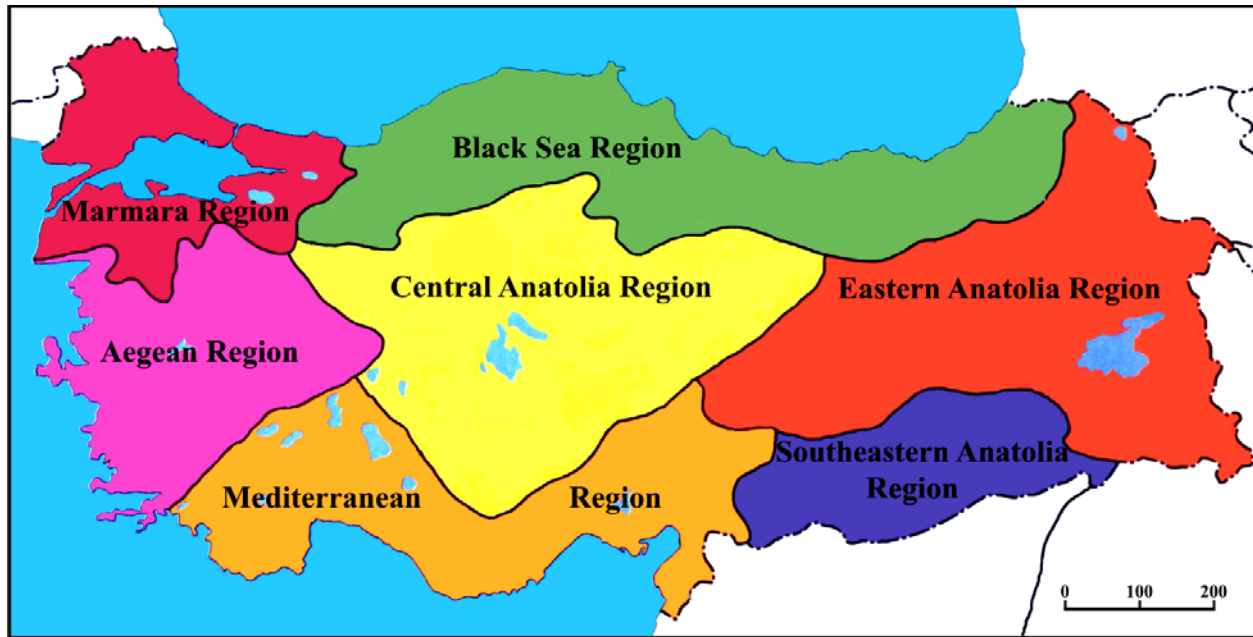 Black Sea Region
Marmara Region
Central Anatolia Region
Eastern Anatolia Region
Aegean Region
Southeastern Anatolia
Region
Mediterranean Region
0 100 200